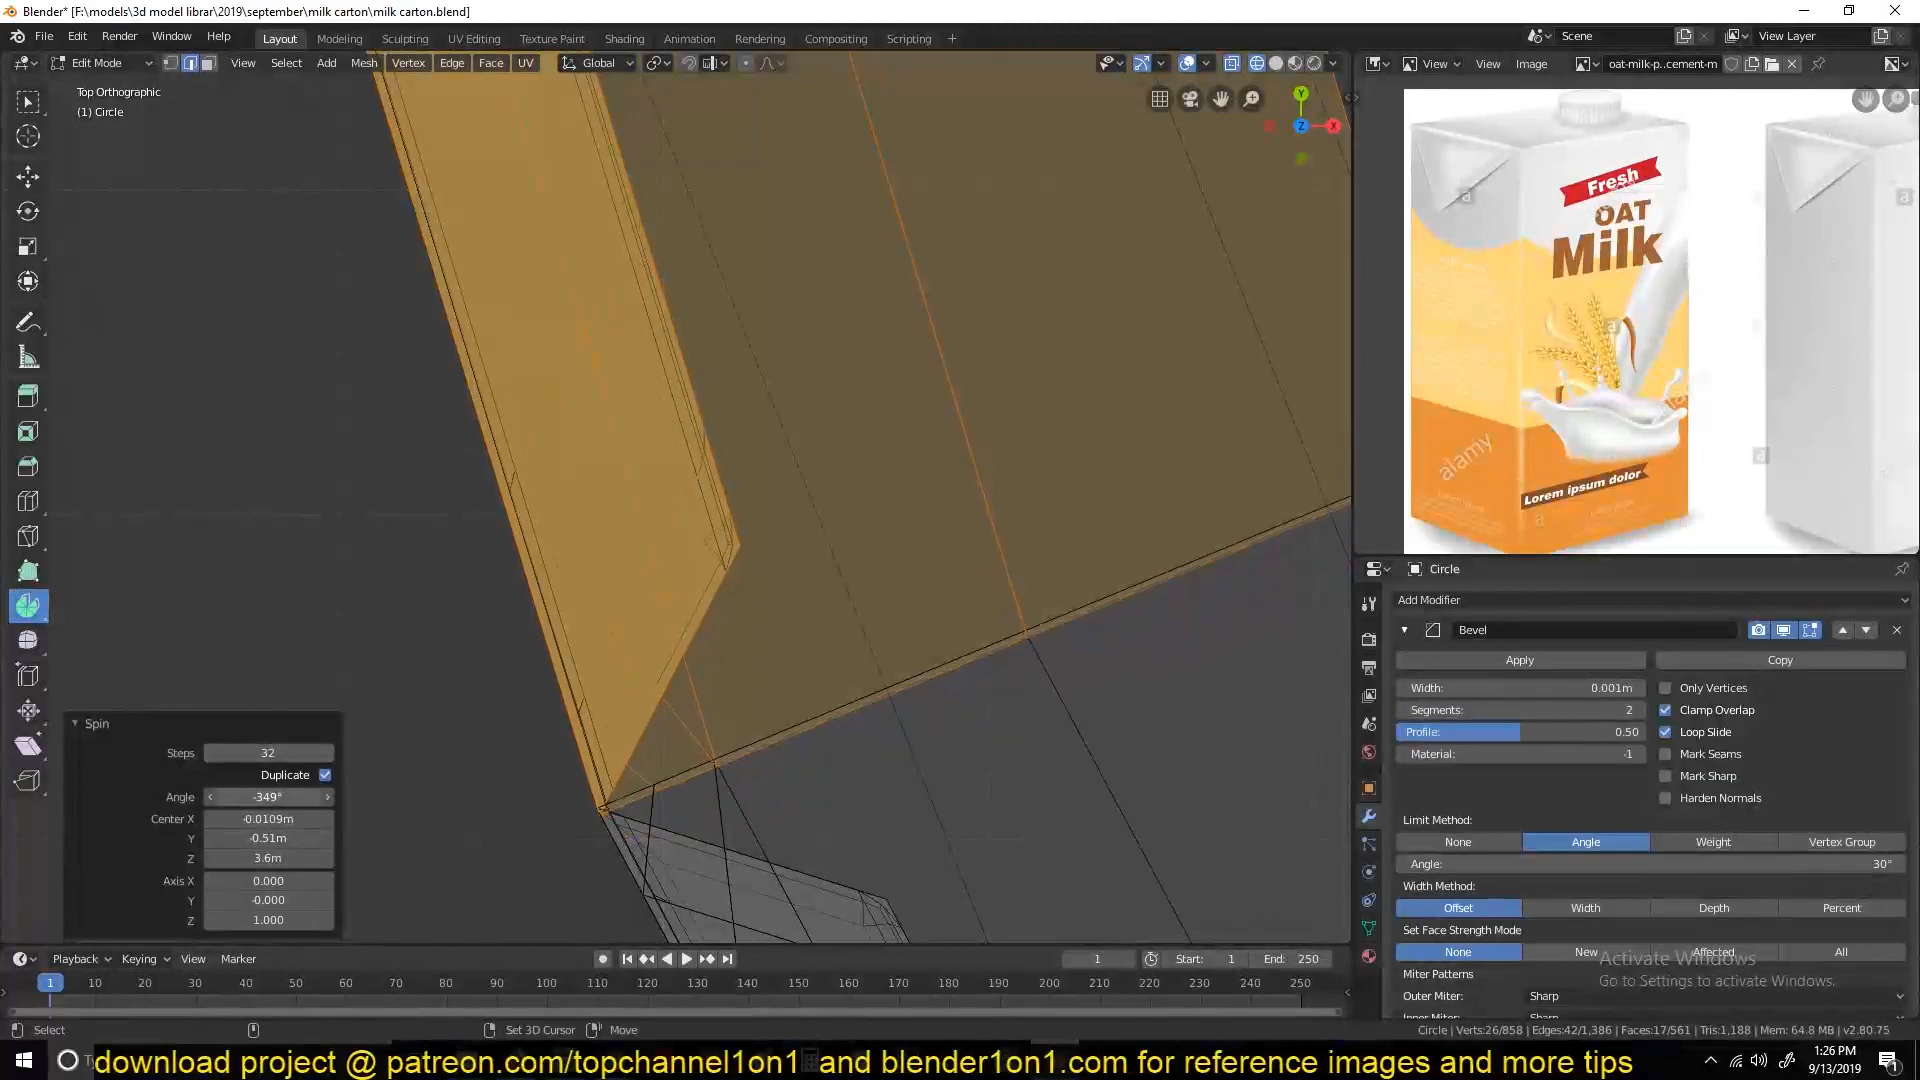 Blender* [F:\models\3d model librar\2019\september\milk carton\milk carton.blend]
File Edit Render Window Help
Layout Modeling Sculpting UV Editing Texture Paint Shading Animation Rendering Compositing Scripting +
Scene
View Layer
Edit Mode View Select Add Mesh Vertex Edge Face UV Global
View View Image oat-milk-p..cement-m
Top Orthographic
(1) Circle
Y
Z
X
Fresh
OAT
Milk
a
alamy
Lorem ipsum dolor
Circle
Add Modifier
Bevel
Apply Copy
Width: 0.001m Only Vertices
Segments: 2 Clamp Overlap
Profile: 0.50 Loop Slide
Material: -1 Mark Seams
Mark Sharp
Harden Normals
Limit Method:
None Angle Weight Vertex Group
Angle: 30°
Width Method:
Offset Width Depth Percent
Set Face Strength Mode
None New Affected All
Miter Patterns
Outer Miter: Sharp
Activate Windows
Go to Settings to activate Windows.
Spin
Steps 32
Duplicate
Angle -349°
Center X -0.0109m
Y -0.51m
Z 3.6m
Axis X 0.000
Y -0.000
Z 1.000
Playback Keying View Marker 1 Start: 1 End: 250
1 10 20 30 40 50 60 70 80 90 100 110 120 130 140 150 160 170 180 190 200 210 220 230 240 250
Select Set 3D Cursor Move
Circle | Verts:26/858 | Edges:42/1,386 | Faces:17/561 | Tris:1,188 | Mem: 64.8 MB | v2.80.75
download project @ patreon.com/topchannel1on1 and blender1on1.com for reference images and more tips
1:26 PM
9/13/2019
1